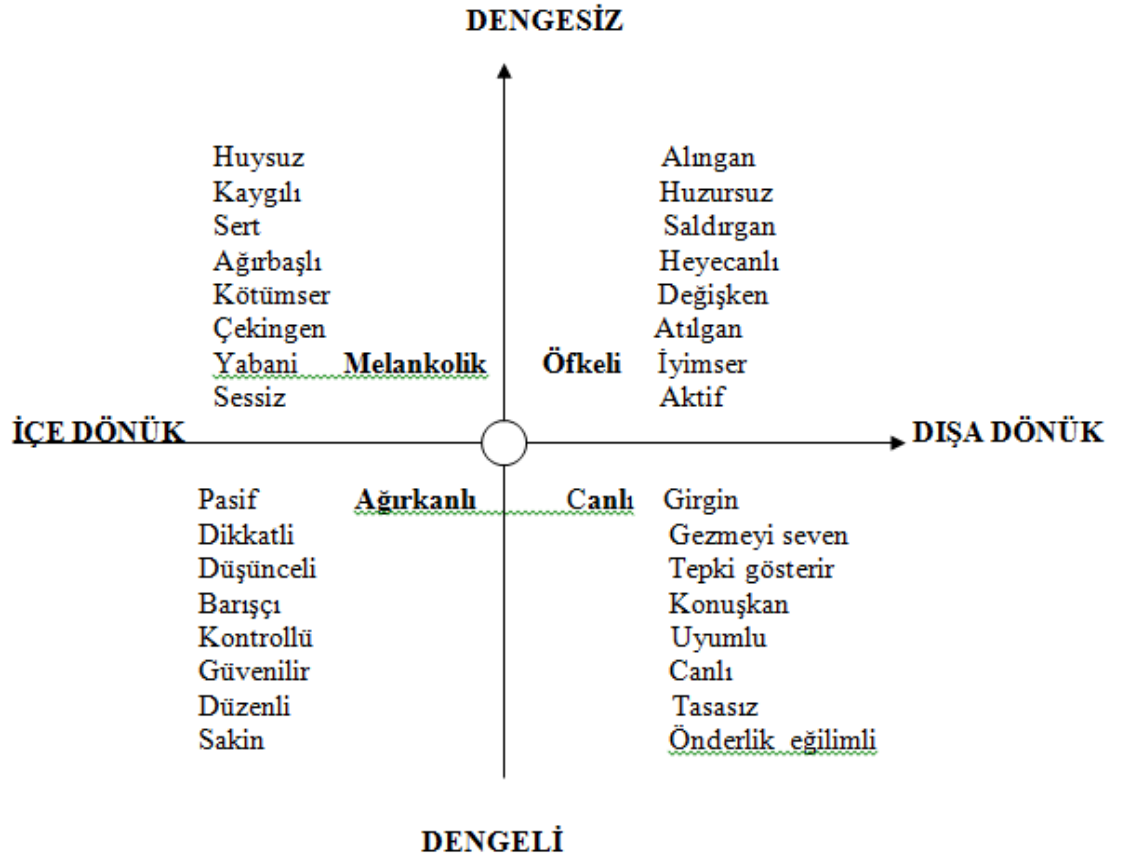 DENGESİZ
Huysuz Alıngan
Kaygılı Huzursuz
Sert Saldırgan
Ağırbaşlı Heyecanlı
Kötümser Değişken
Çekingen Atılgan
Yabani Melankolik Öfkeli İyimser
Sessiz Aktif
İÇE DÖNÜK DIŞA DÖNÜK
Pasif Ağırkanlı Canlı Girgin
Dikkatli Gezmeyi seven
Düşünceli Tepki gösterir
Barışçı Konuşkan
Kontrollü Uyumlu
Güvenilir Canlı
Düzenli Tasasız
Sakin Önderlik eğilimli
DENGELİ